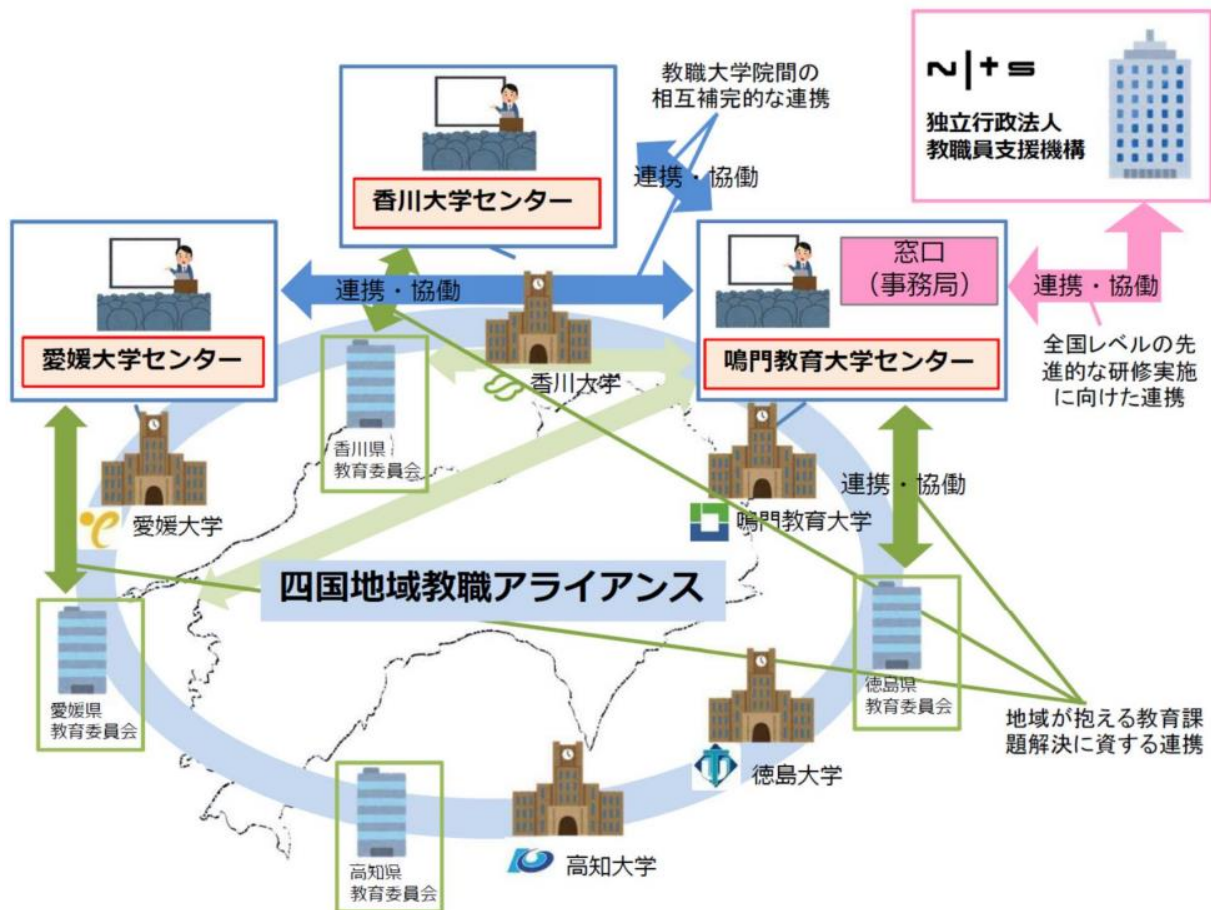 教職大学院間の
相互補完的な連携
n|ts
独立行政法人
教職員支援機構
連携・協働
香川大学センター
窓口
（事務局）
連携・協働
連携・協働
愛媛大学センター
鳴門教育大学センター
全国レベルの先
進的な研修実施
に向けた連携
香川大学
香川県
教育委員会
連携・協働
愛媛大学
鳴門教育大学
四国地域教職アライアンス
愛媛県
教育委員会
徳島県
教育委員会
地域が抱える教育課
題解決に資する連携
徳島大学
高知県
教育委員会
高知大学